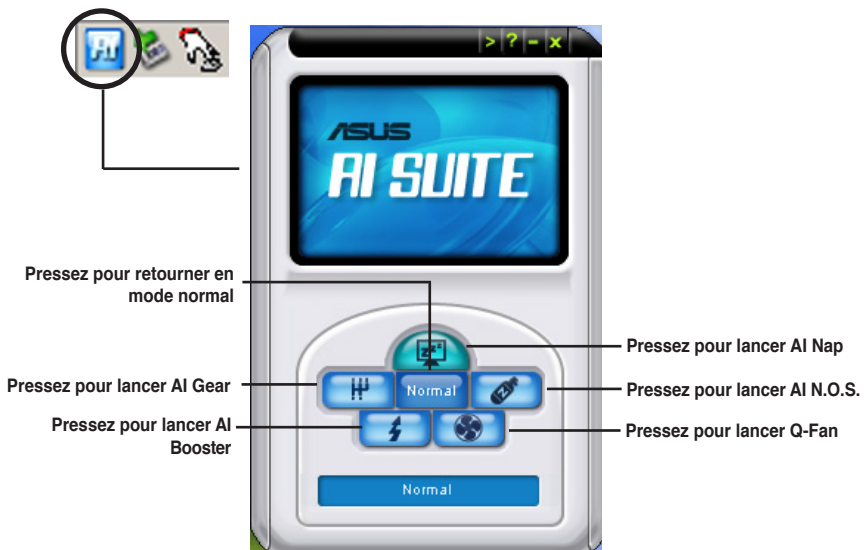 AI
> ? - x
ASUS
AI SUITE
Pressez pour retourner en
mode normal
Pressez pour lancer AI Nap
Pressez pour lancer AI Gear
Normal
Pressez pour lancer AI N.O.S.
Pressez pour lancer AI
Booster
Pressez pour lancer Q-Fan
Normal